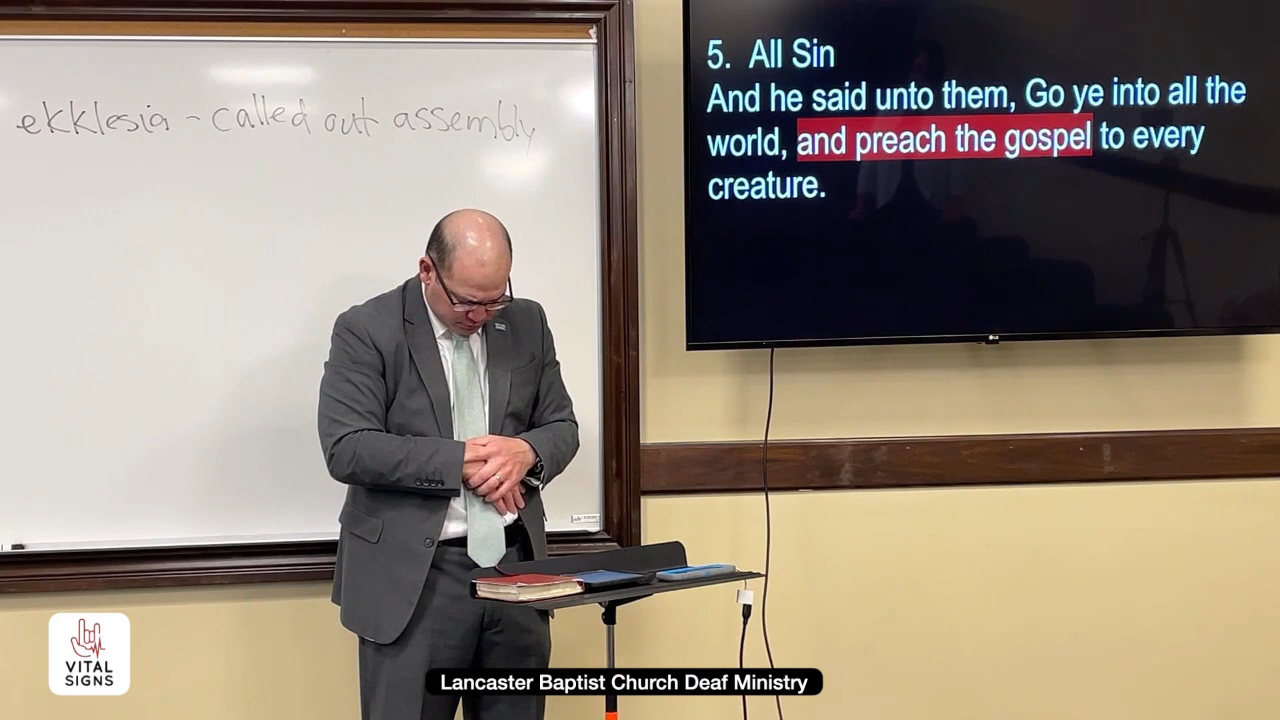 ekklesia - called out assembly
5. All Sin
And he said unto them, Go ye into all the
world, and preach the gospel to every
creature.
LG
VITAL
SIGNS
Lancaster Baptist Church Deaf Ministry